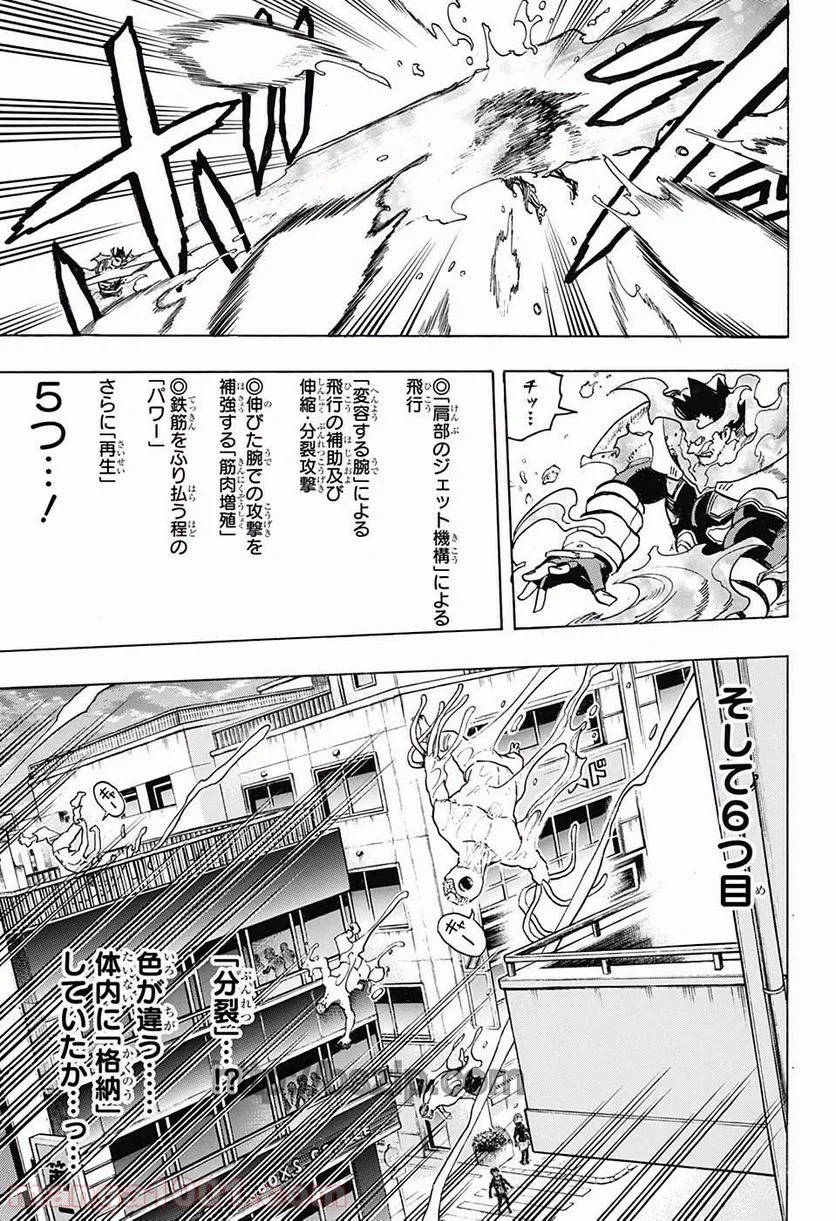 チッ…
◎「肩部のジェット機構」による
飛行
「変容する腕」による
飛行の補助及び
伸縮・分裂攻撃
◎伸びた腕での攻撃を
補強する「筋肉増殖」
◎鉄筋をふり払う程の
「パワー」
さらに「再生」
5つ…！
そして6つ目
ギャー
ギャー
「分裂」…!?
色が違う……
体内に「格納」
していたか…っ…